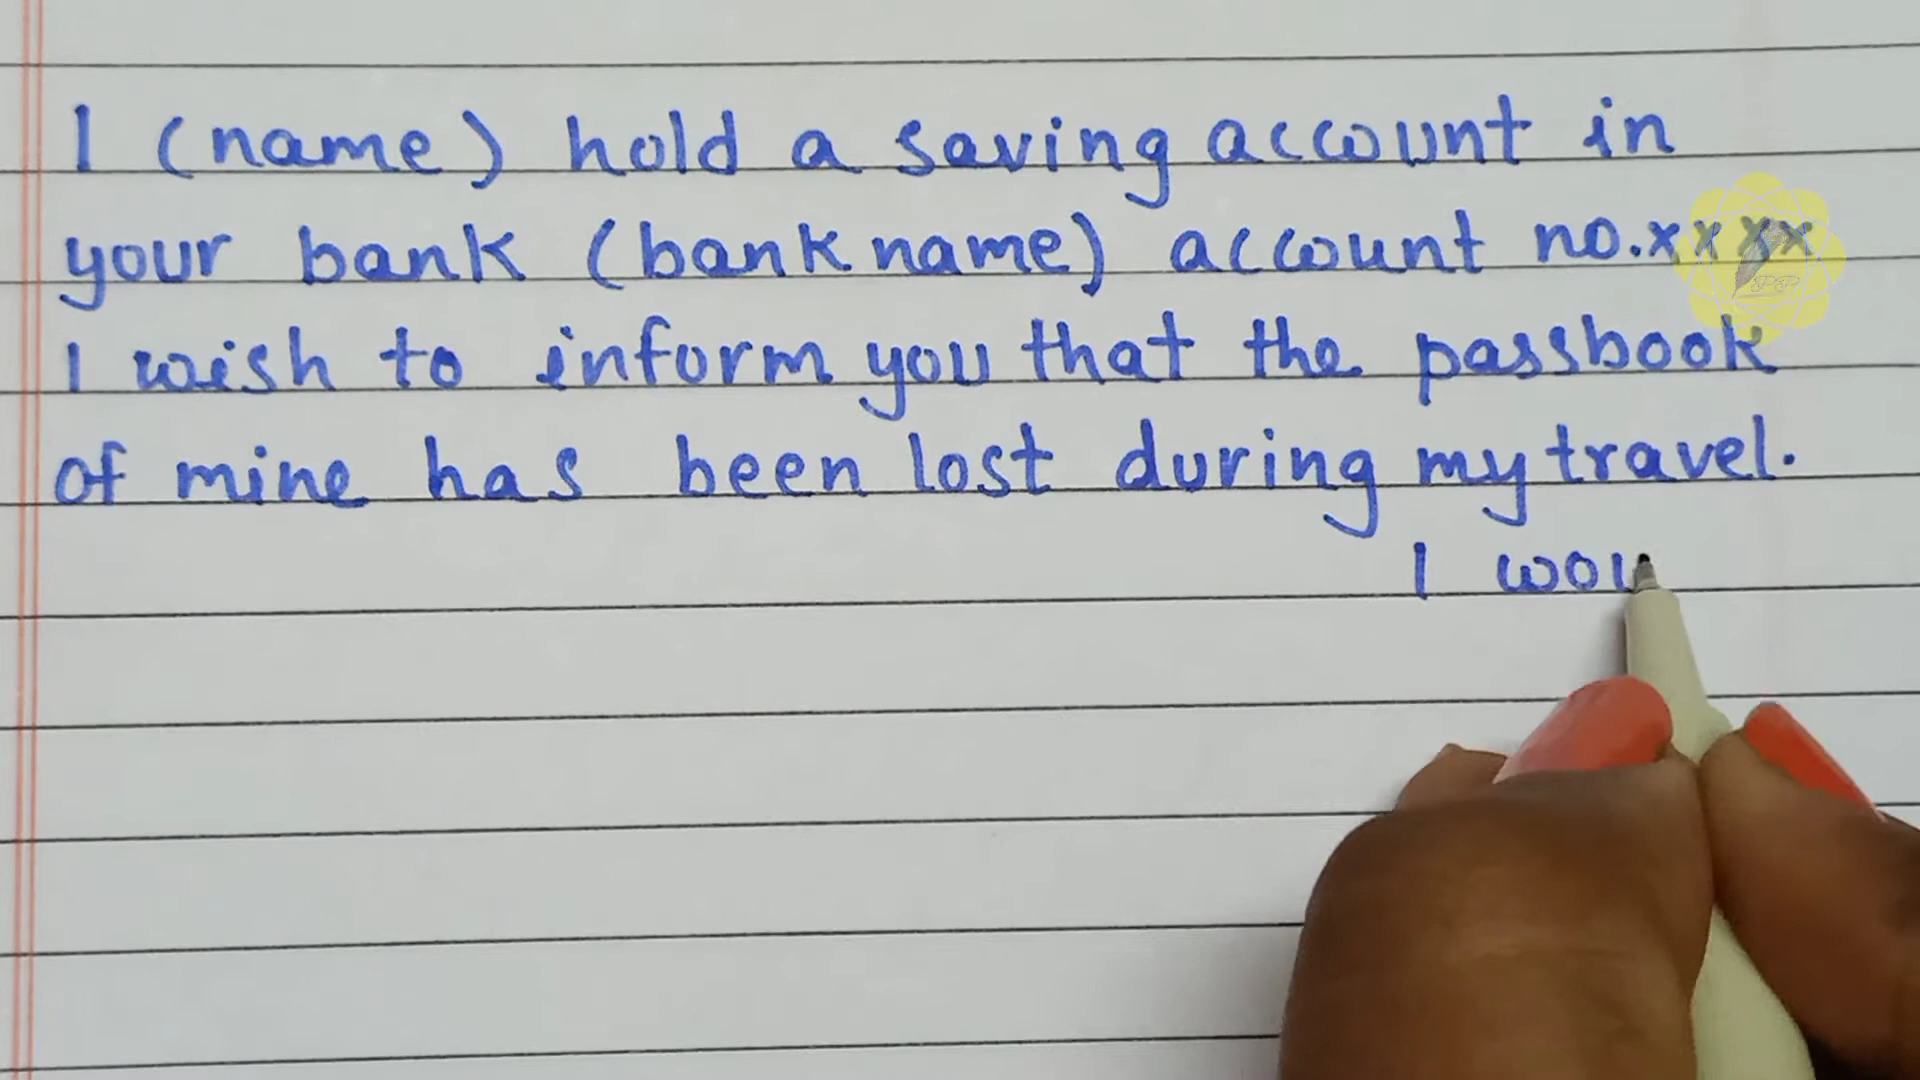 I (name) hold a saving account in
your bank (bank name) account no.xxxx
I wish to inform you that the passbook
of mine has been lost during my travel.
I wou
PP